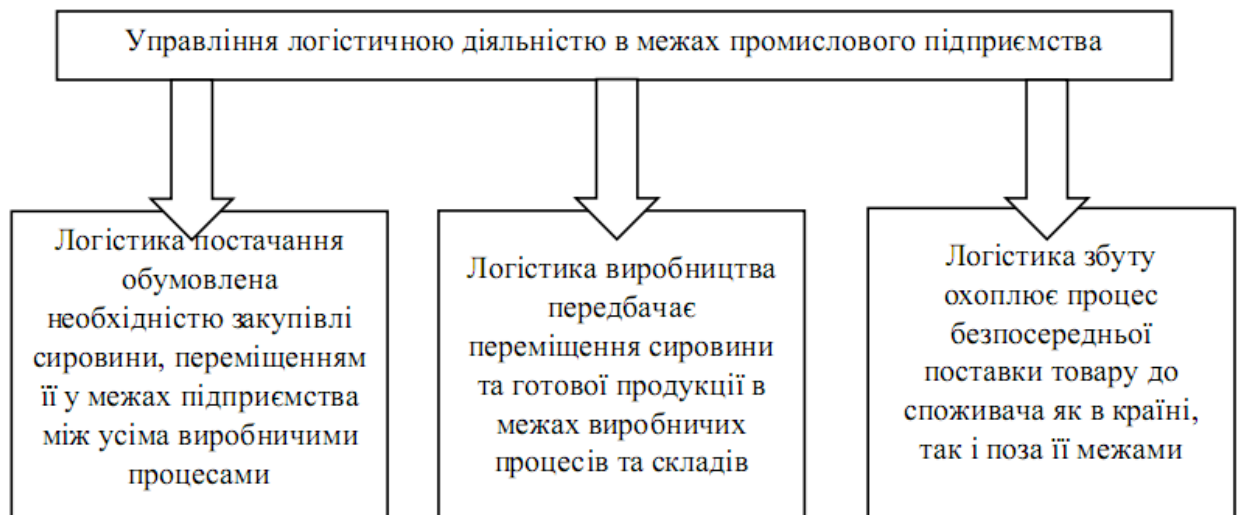 Управління логістичною діяльністю в межах промислового підприємства
Логістика постачання
обумовлена
необхідністю закупівлі
сировини, переміщенням
її у межах підприємства
між усіма виробничими
процесами
Логістика виробництва
передбачає
переміщення сировини
та готової продукції в
межах виробничих
процесів та складів
Логістика збуту
охоплює процес
безпосередньої
поставки товару до
споживача як в країні,
так і поза її межами